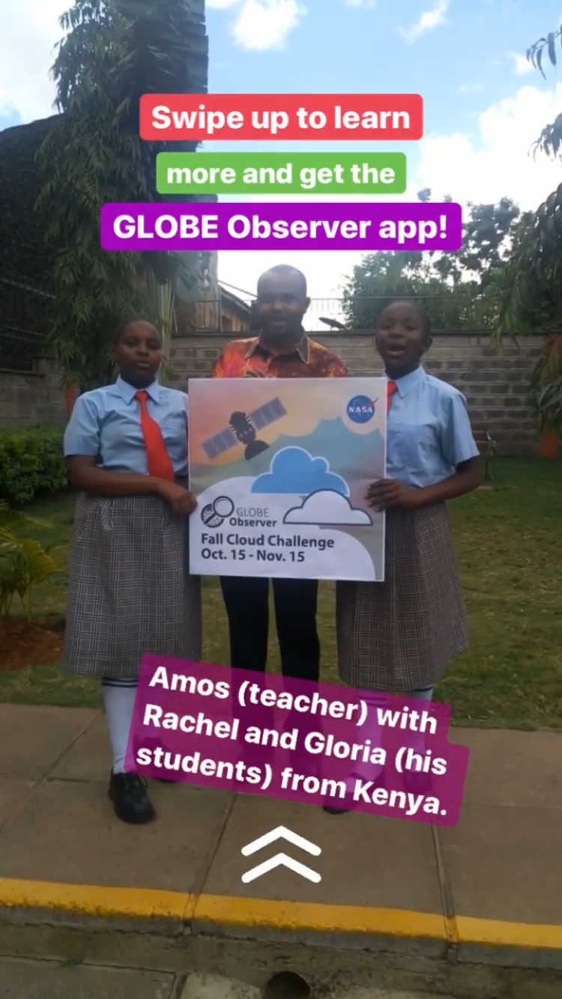 Swipe up to learn
more and get the
GLOBE Observer app!
NASA
GLOBE
Observer
Fall Cloud Challenge
Oct. 15 - Nov. 15
Amos (teacher) with
Rachel and Gloria (his
students) from Kenya.